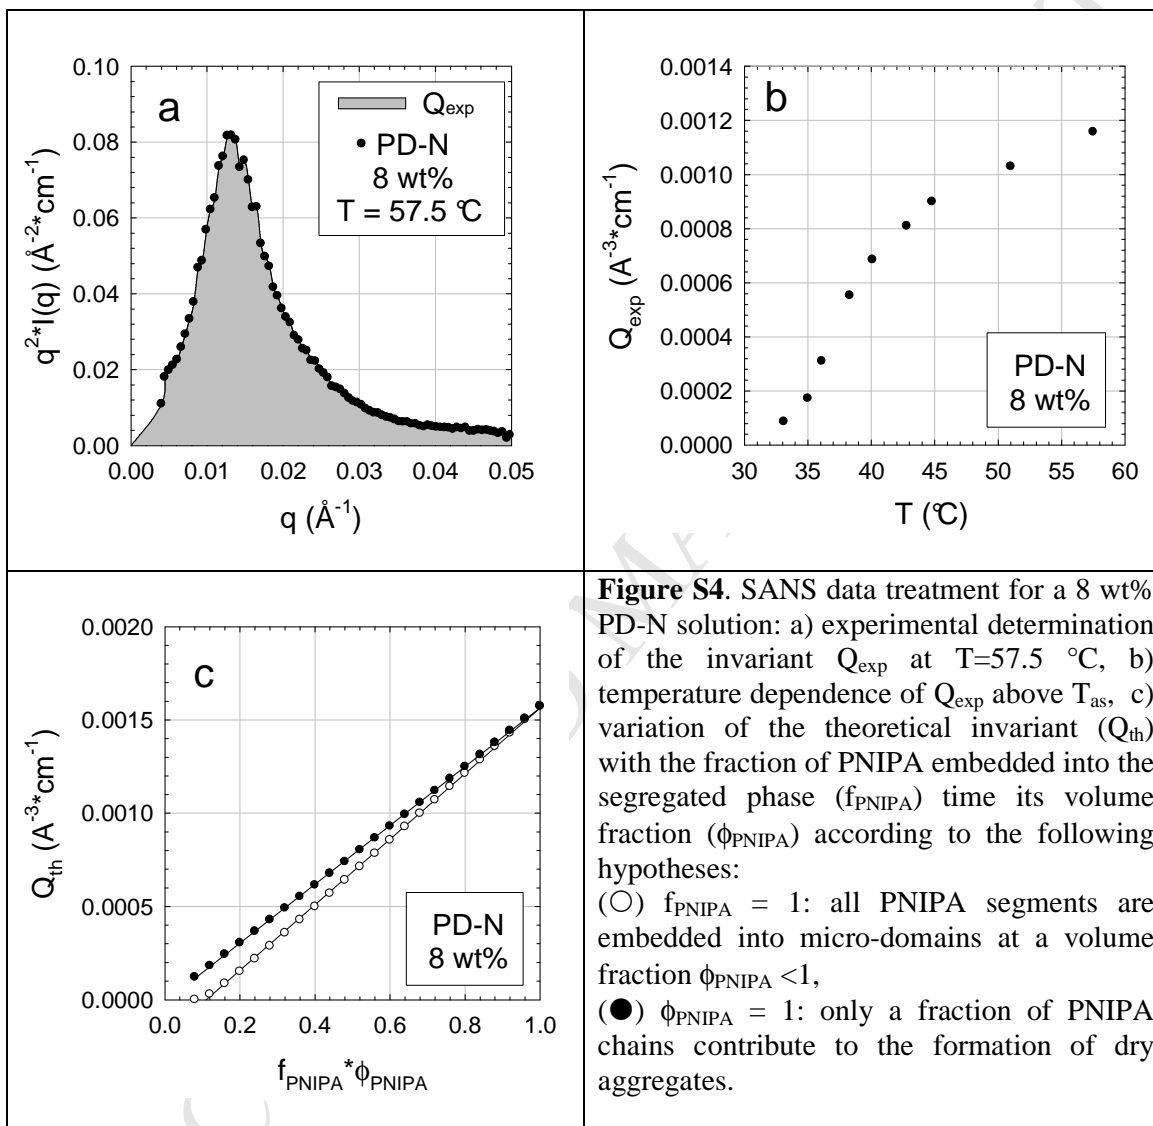 a
0.10
0.08
0.06
0.04
0.02
0.00
0.00 0.01 0.02 0.03 0.04 0.05
q²*I(q) (Å⁻²*cm⁻¹)
q (Å⁻¹)
Qexp
PD-N
8 wt%
T = 57.5 °C
b
0.0014
0.0012
0.0010
0.0008
0.0006
0.0004
0.0002
0.0000
30 35 40 45 50 55 60
Qexp (A⁻³*cm⁻¹)
T (°C)
PD-N
8 wt%
c
0.0020
0.0015
0.0010
0.0005
0.0000
0.0 0.2 0.4 0.6 0.8 1.0
Qth (A⁻³*cm⁻¹)
fPNIPA*ϕPNIPA
PD-N
8 wt%
Figure S4. SANS data treatment for a 8 wt%
PD-N solution: a) experimental determination
of the invariant Qexp at T=57.5 °C, b)
temperature dependence of Qexp above Tas, c)
variation of the theoretical invariant (Qth)
with the fraction of PNIPA embedded into the
segregated phase (fPNIPA) time its volume
fraction (ϕPNIPA) according to the following
hypotheses:
(○) fPNIPA = 1: all PNIPA segments are
embedded into micro-domains at a volume
fraction ϕPNIPA <1,
(●) ϕPNIPA = 1: only a fraction of PNIPA
chains contribute to the formation of dry
aggregates.